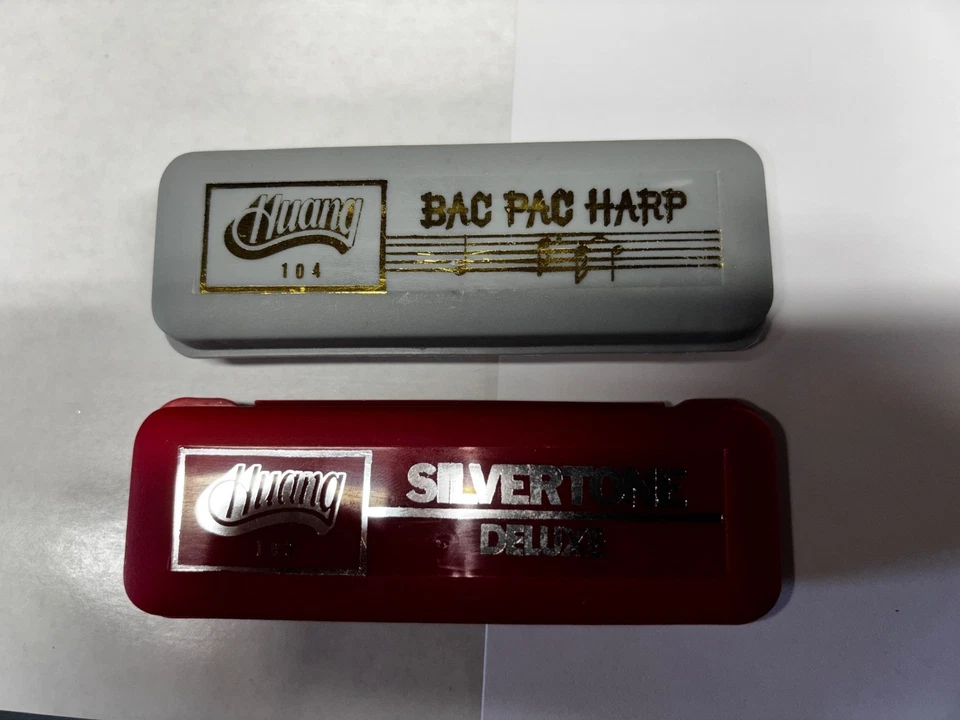 Huang
104
BAC PAC HARP
Huang
SILVERTONE
DELUXE